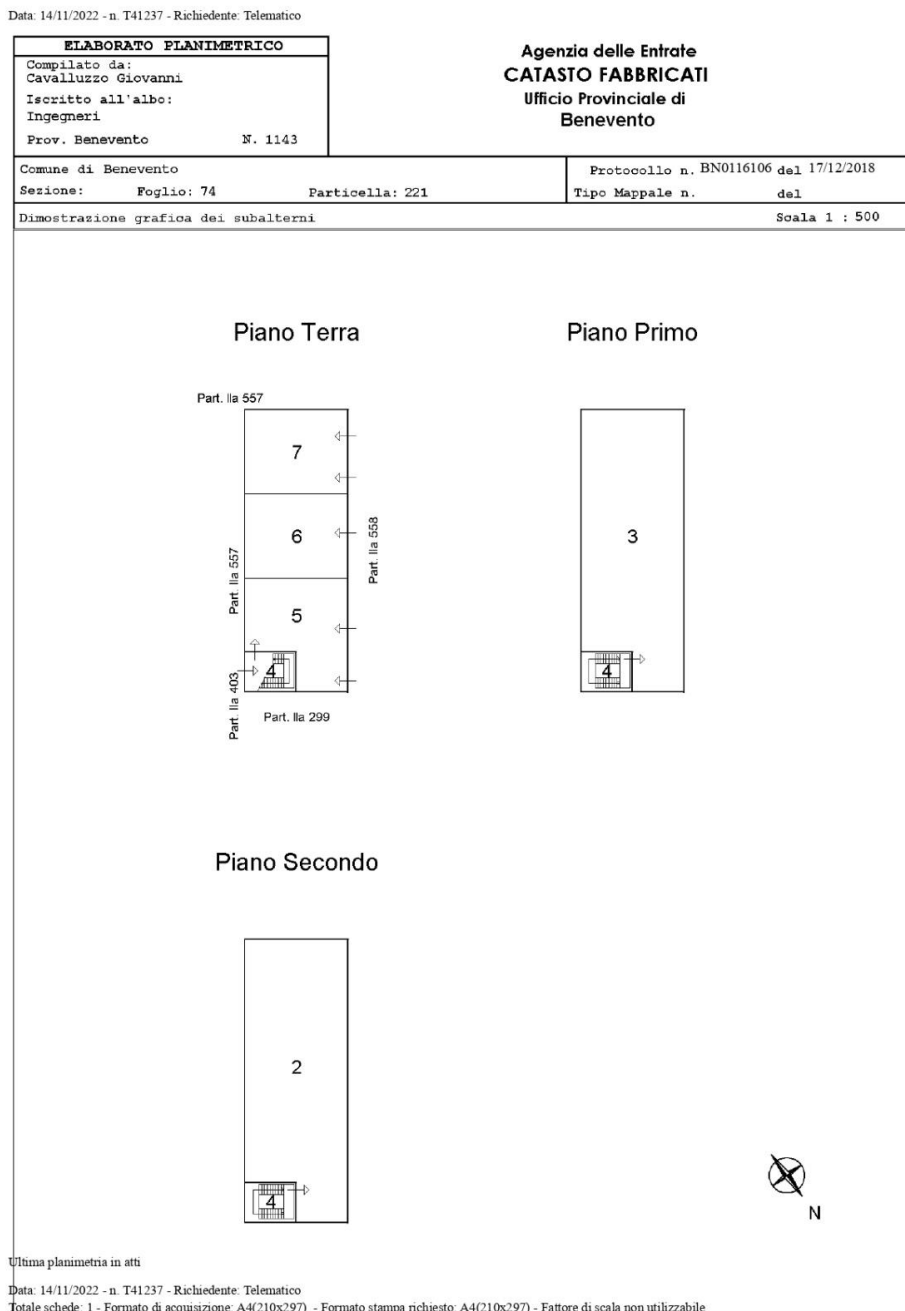 Data: 14/11/2022 - n. T41237 - Richiedente: Telematico
ELABORATO PLANIMETRICO
Compilato da:
Cavalluzzo Giovanni
Iscritto all'albo:
Ingegneri
Prov. Benevento N. 1143
Agenzia delle Entrate
CATASTO FABBRICATI
Ufficio Provinciale di
Benevento
Comune di Benevento
Sezione: Foglio: 74 Particella: 221
Protocollo n. BN0116106 del 17/12/2018
Tipo Mappale n. del
Dimostrazione grafica dei subalterni Scala 1 : 500
Piano Terra
Part. lla 557
7
6
5
4
Part. lla 557
Part. lla 558
Part. lla 403
Part. lla 299
Piano Primo
3
4
Piano Secondo
2
4
N
Ultima planimetria in atti
Data: 14/11/2022 - n. T41237 - Richiedente: Telematico
Totale schede: 1 - Formato di acquisizione: A4(210x297) - Formato stampa richiesto: A4(210x297) - Fattore di scala non utilizzabile